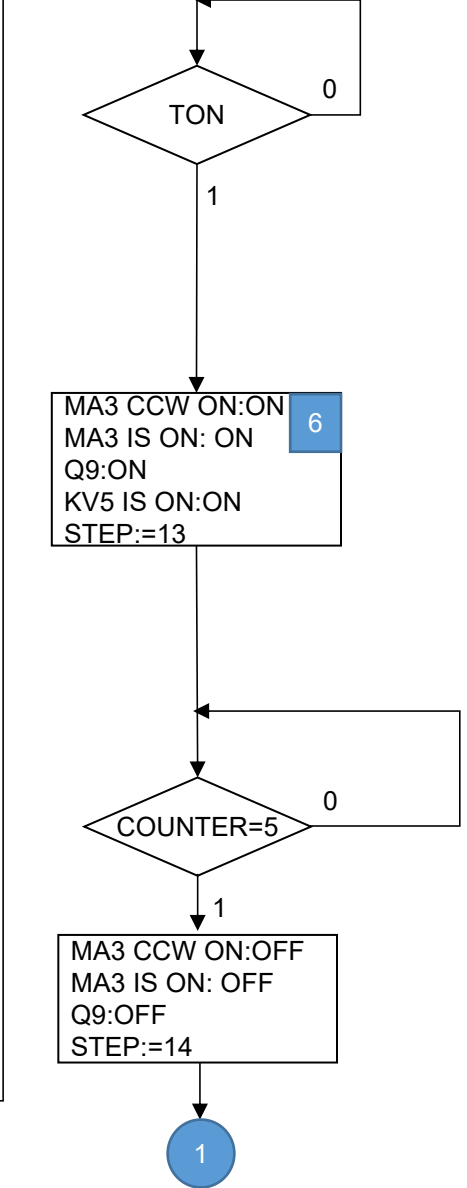 0
TON
1
MA3 CCW ON:ON
6
MA3 IS ON: ON
Q9:ON
KV5 IS ON:ON
STEP:=13
0
COUNTER=5
1
MA3 CCW ON:OFF
MA3 IS ON: OFF
Q9:OFF
STEP:=14
1